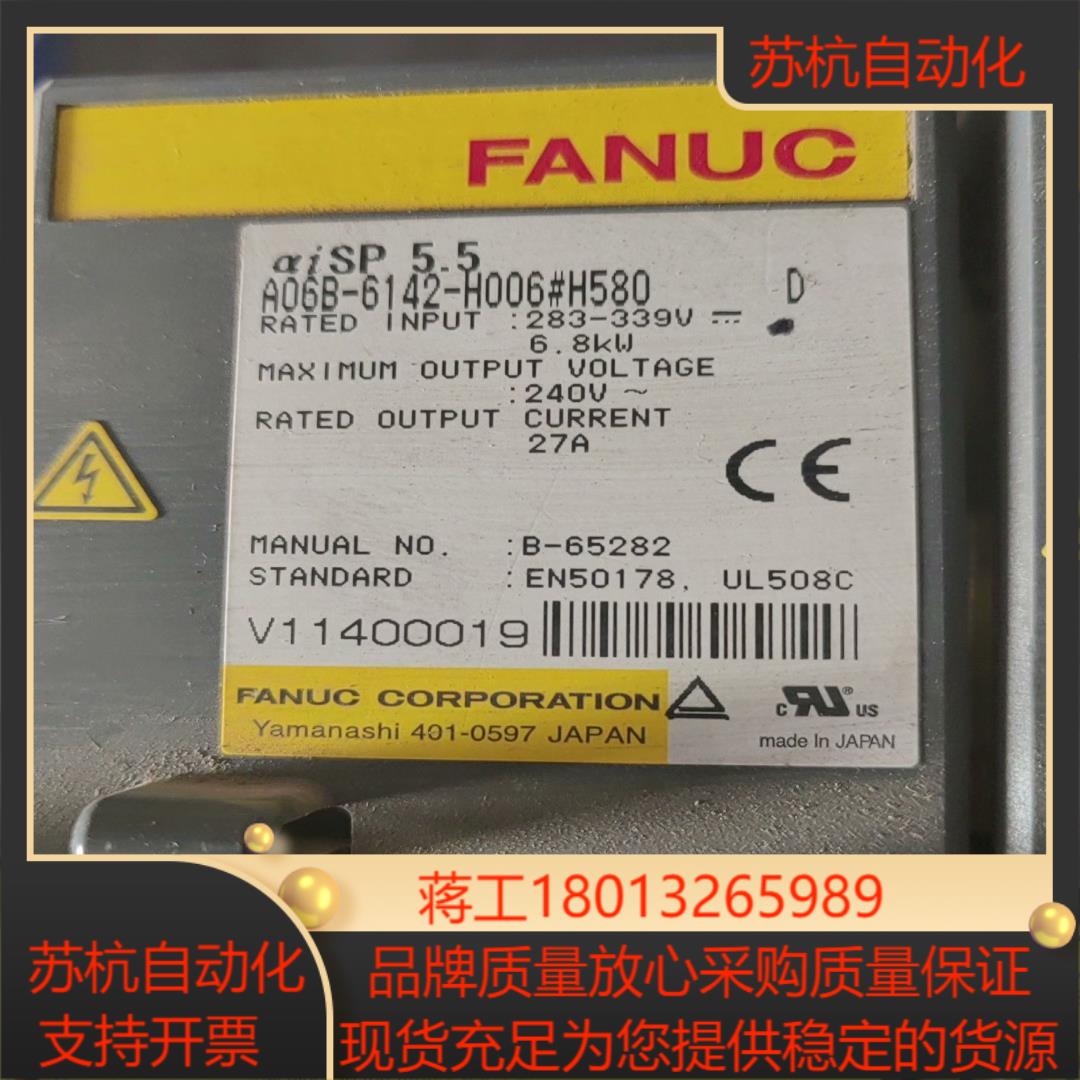 苏杭自动化
FANUC
αiSP 5.5
A06B-6142-H006#H580 D
RATED INPUT :283-339V
6.8kW
MAXIMUM OUTPUT VOLTAGE
:240V ~
RATED OUTPUT CURRENT
27A
CE
MANUAL NO. :B-65282
STANDARD :EN50178, UL508C
V11400019
FANUC CORPORATION
Yamanashi 401-0597 JAPAN
c RU ® US
made In JAPAN
蒋工18013265989
苏杭自动化
支持开票
品牌质量放心采购质量保证
现货充足为您提供稳定的货源